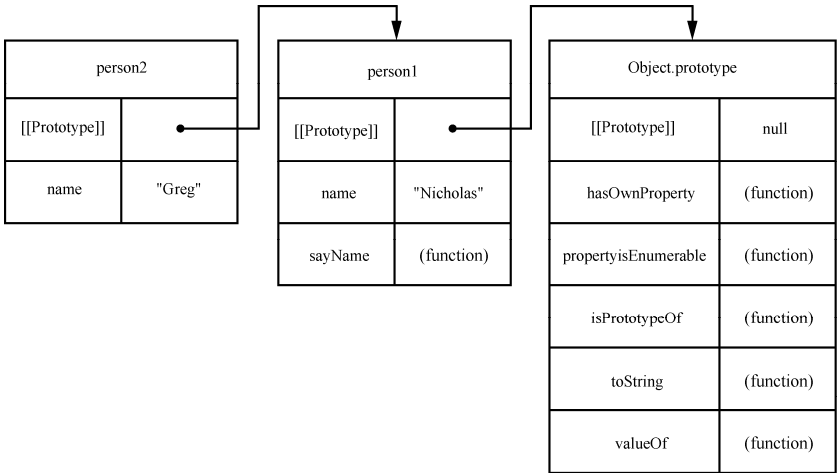 person2
[[Prototype]]
name "Greg"
person1
[[Prototype]]
name "Nicholas"
sayName (function)
Object.prototype
[[Prototype]] null
hasOwnProperty (function)
propertyisEnumerable (function)
isPrototypeOf (function)
toString (function)
valueOf (function)